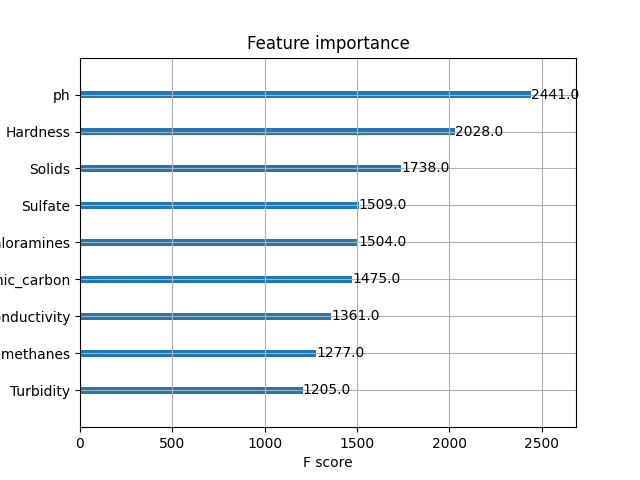 Feature importance
ph 2441.0
Hardness 2028.0
Solids 1738.0
Sulfate 1509.0
loramines 1504.0
nic_carbon 1475.0
onductivity 1361.0
methanes 1277.0
Turbidity 1205.0
0 500 1000 1500 2000 2500
F score